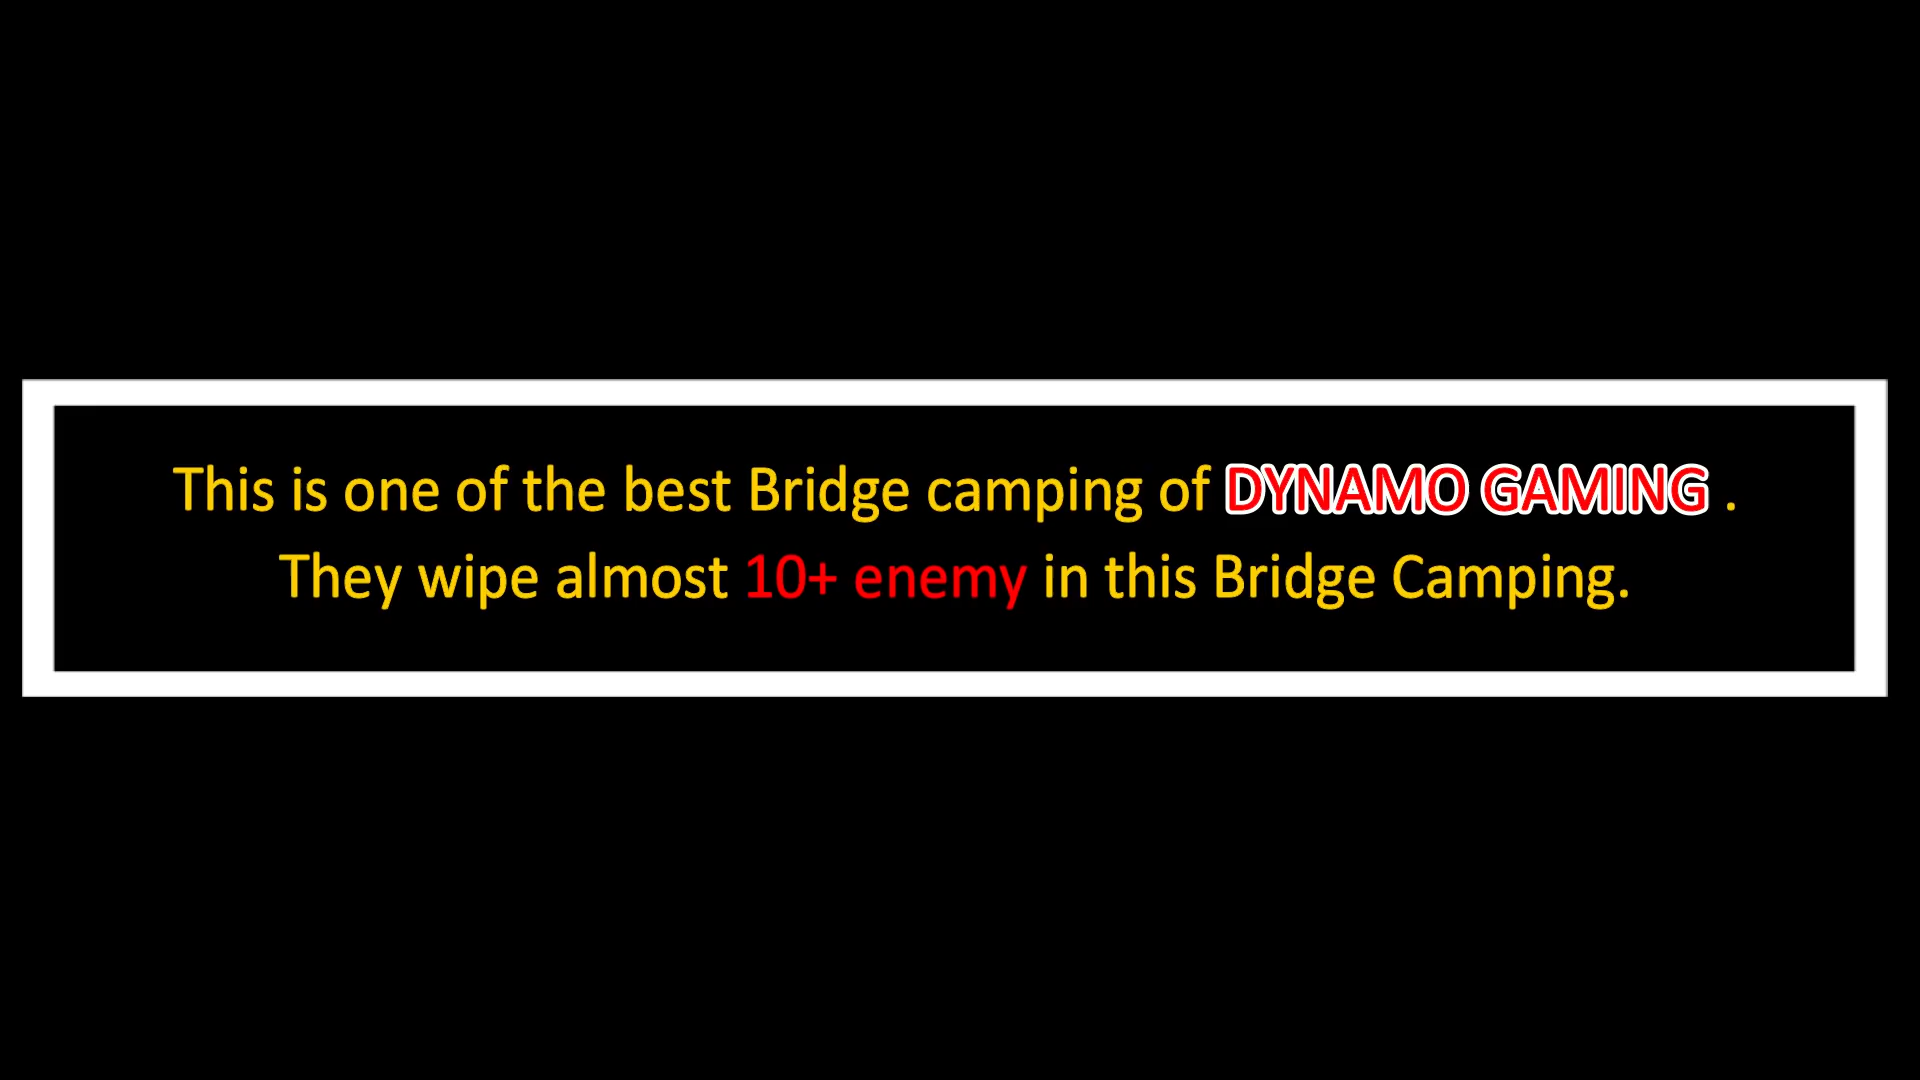 This is one of the best Bridge camping of DYNAMO GAMING .
They wipe almost 10+ enemy in this Bridge Camping.